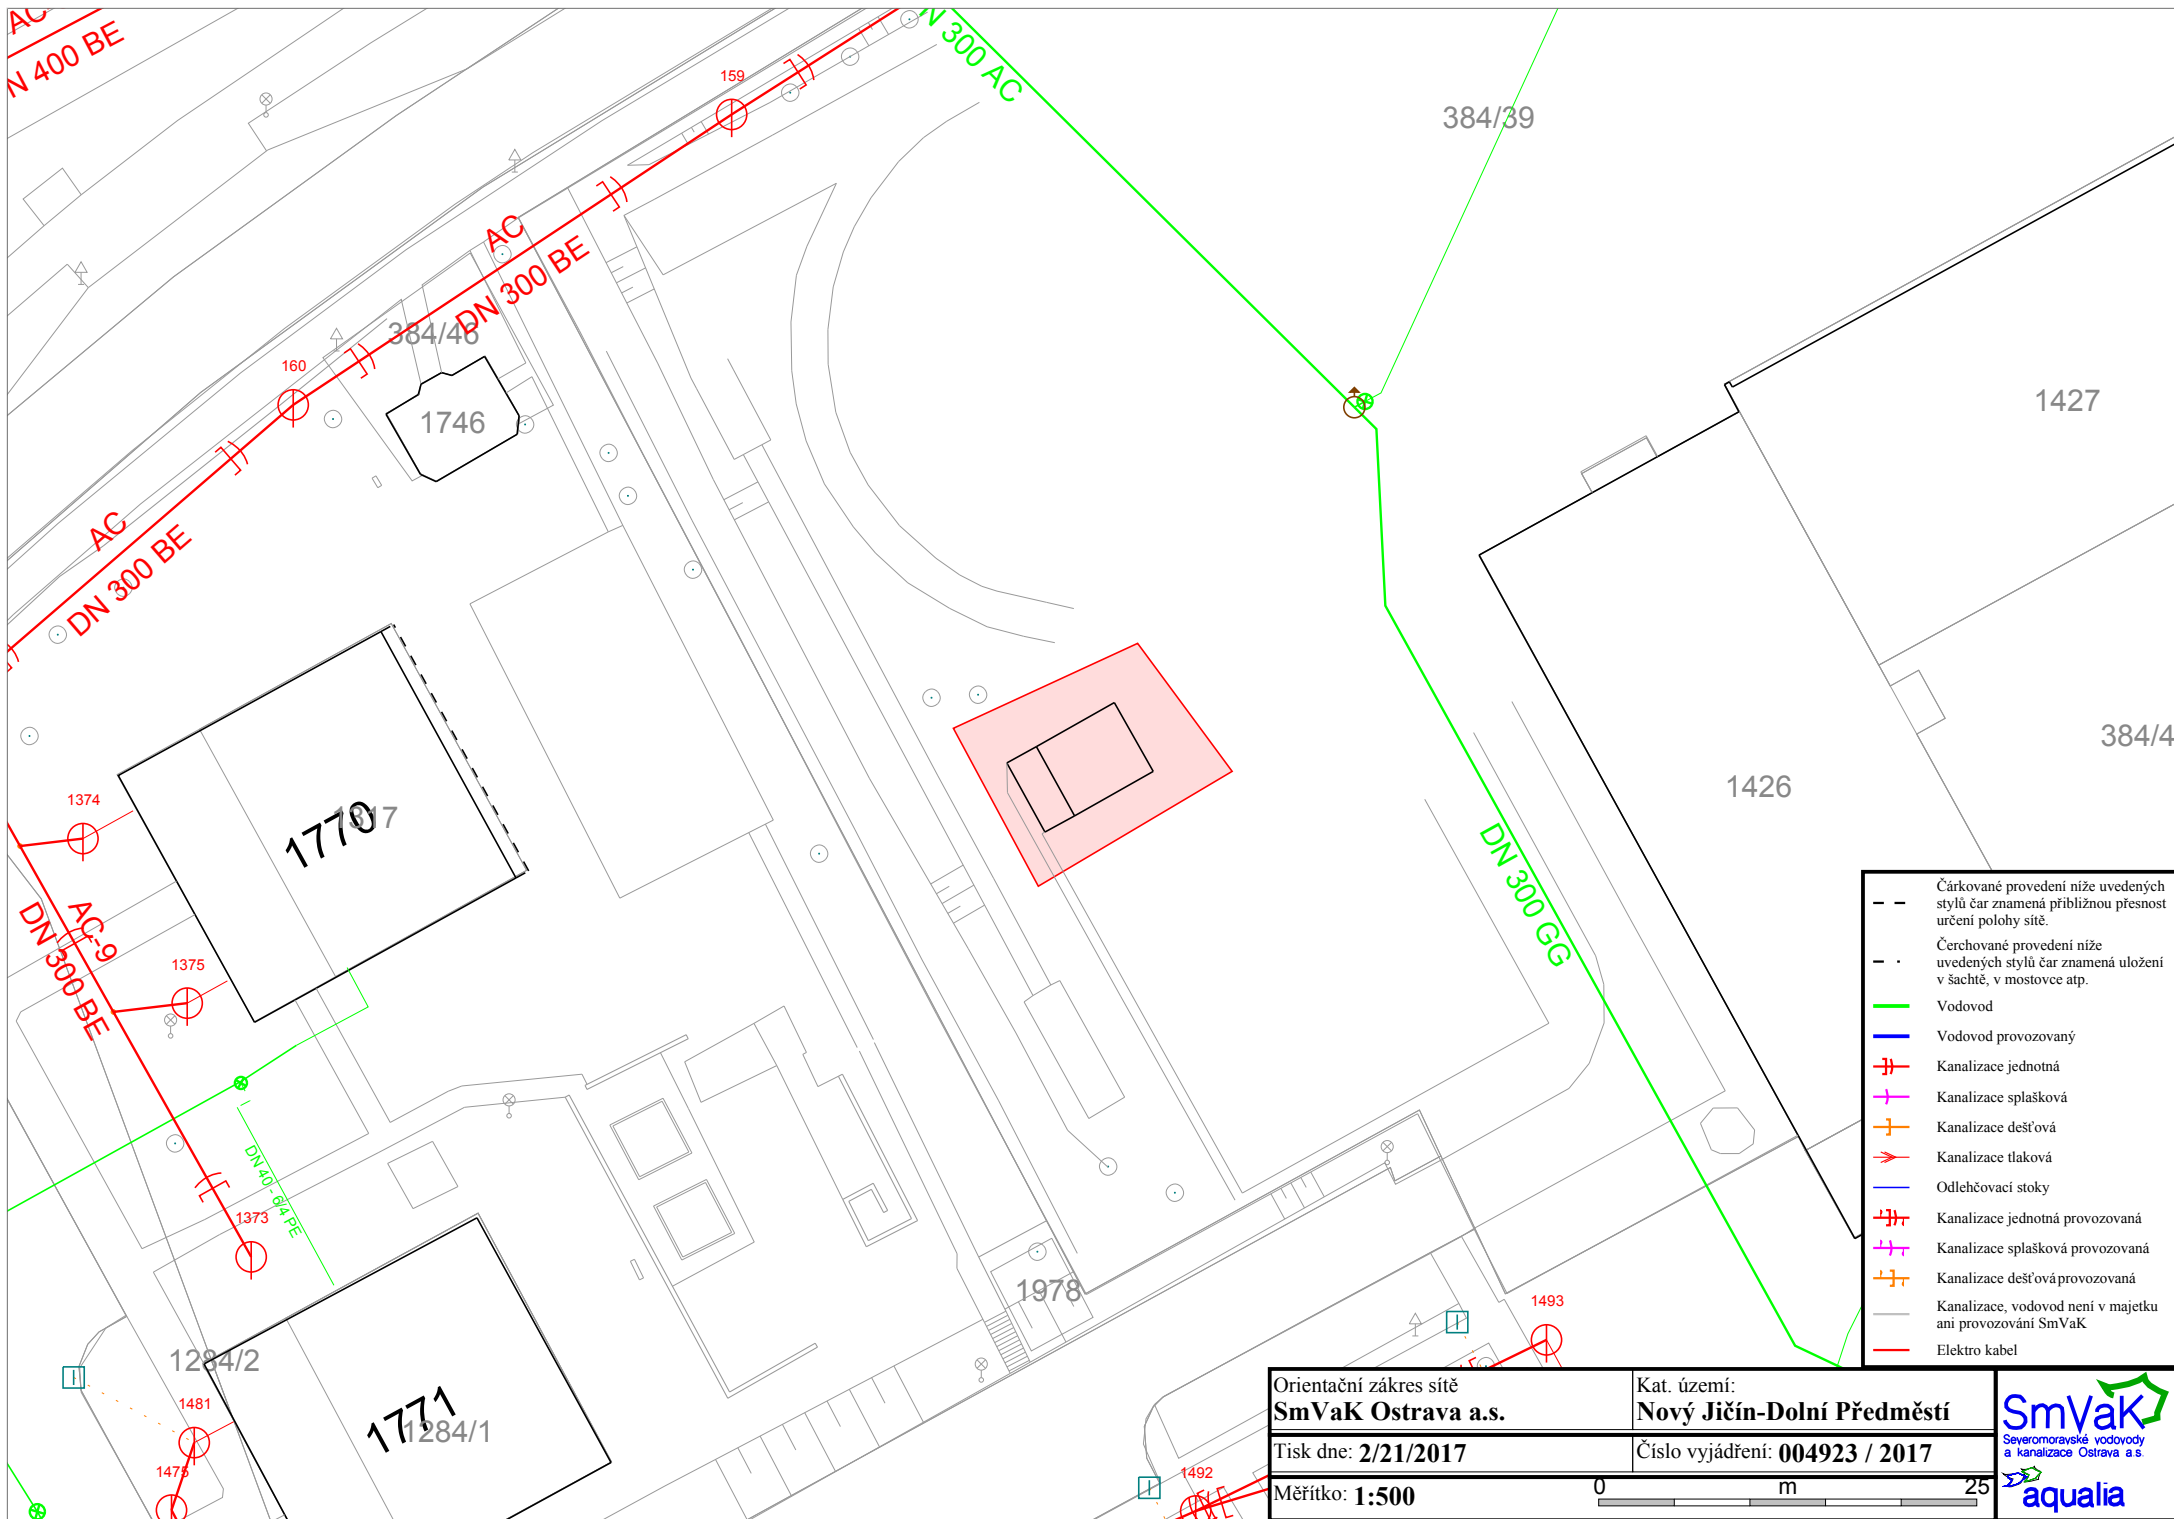 AC
N 400 BE
159
N 300 AC
384/39
AC
DN 300 BE
384/46
160
1746
1427
AC
DN 300 BE
384/4
1426
1374
1770
1317
DN 300 GG
AC-9
DN 300 BE
1375
DN 40 - 6/4 PE
1373
1978
1493
1284/2
1481
1771
1284/1
1475
1492
Čárkované provedení níže uvedených
stylů čar znamená přibližnou přesnost
určení polohy sítě.
Čerchované provedení níže
uvedených stylů čar znamená uložení
v šachtě, v mostovce atp.
Vodovod
Vodovod provozovaný
Kanalizace jednotná
Kanalizace splašková
Kanalizace dešťová
Kanalizace tlaková
Odlehčovací stoky
Kanalizace jednotná provozovaná
Kanalizace splašková provozovaná
Kanalizace dešťová provozovaná
Kanalizace, vodovod není v majetku
ani provozování SmVaK
Elektro kabel
Orientační zákres sítě
SmVaK Ostrava a.s.
Kat. území:
Nový Jičín-Dolní Předměstí
Tisk dne: 2/21/2017
Číslo vyjádření: 004923 / 2017
Měřítko: 1:500
0 m 25
SmVaK
Severomoravské vodovody
a kanalizace Ostrava a.s.
aqualia